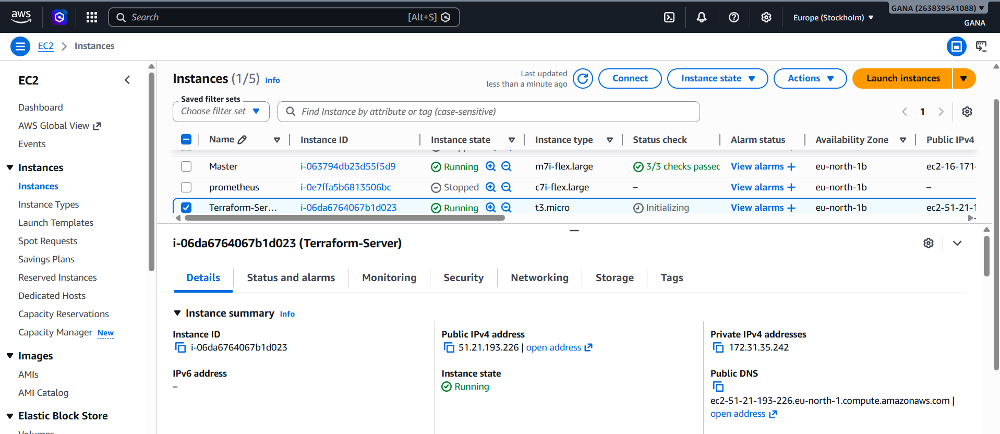 aws
Search
[Alt+S]
Europe (Stockholm)
GANA (263839541088)
GANA
EC2
Instances
EC2
Dashboard
AWS Global View
Events
Instances
Instances
Instance Types
Launch Templates
Spot Requests
Savings Plans
Reserved Instances
Dedicated Hosts
Capacity Reservations
Capacity Manager New
Images
AMIs
AMI Catalog
Elastic Block Store
Volumes
Instances (1/5) Info
Last updated
less than a minute ago
Connect
Instance state
Actions
Launch instances
Saved filter sets
Choose filter set
Find Instance by attribute or tag (case-sensitive)
1
Name Instance ID Instance state Instance type Status check Alarm status Availability Zone Public IPv4
Master i-063794db23d55f5d9 Running m7i-flex.large 3/3 checks passed View alarms + eu-north-1b ec2-16-171-
prometheus i-0e7ffa5b6813506bc Stopped c7i-flex.large – View alarms + eu-north-1b –
Terraform-Ser... i-06da6764067b1d023 Running t3.micro Initializing View alarms + eu-north-1b ec2-51-21-1
i-06da6764067b1d023 (Terraform-Server)
Details
Status and alarms
Monitoring
Security
Networking
Storage
Tags
Instance summary Info
Instance ID
i-06da6764067b1d023
Public IPv4 address
51.21.193.226 | open address
Private IPv4 addresses
172.31.35.242
IPv6 address
–
Instance state
Running
Public DNS
ec2-51-21-193-226.eu-north-1.compute.amazonaws.com |
open address